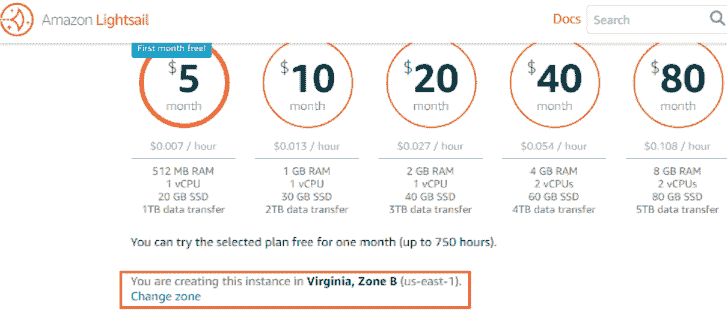 Amazon Lightsail
Docs
Search
First month free!
$5 $10 $20 $40 $80
month month month month month
$0.007 / hour $0.013 / hour $0.027 / hour $0.054 / hour $0.108 / hour
512 MB RAM 1 GB RAM 2 GB RAM 4 GB RAM 8 GB RAM
1 vCPU 1 vCPU 1 vCPU 2 vCPUs 2 vCPUs
20 GB SSD 30 GB SSD 40 GB SSD 60 GB SSD 80 GB SSD
1TB data transfer 2TB data transfer 3TB data transfer 4TB data transfer 5TB data transfer
You can try the selected plan free for one month (up to 750 hours).
You are creating this instance in Virginia, Zone B (us-east-1).
Change zone